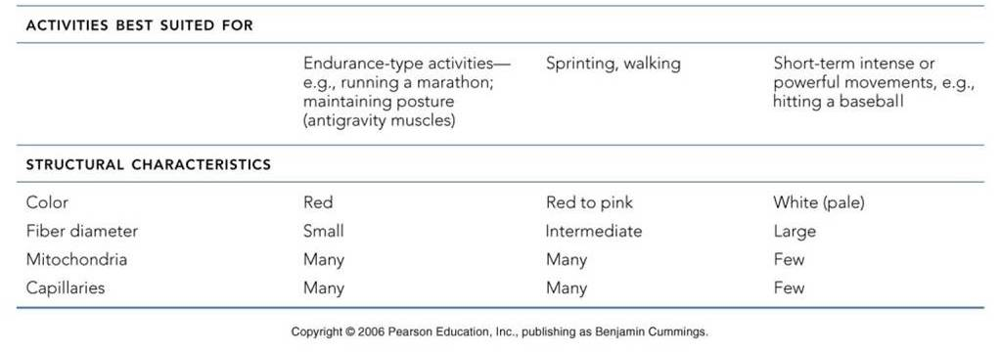 ACTIVITIES BEST SUITED FOR
Endurance-type activities— Sprinting, walking Short-term intense or
e.g., running a marathon; powerful movements, e.g.,
maintaining posture hitting a baseball
(antigravity muscles)
STRUCTURAL CHARACTERISTICS
Color Red Red to pink White (pale)
Fiber diameter Small Intermediate Large
Mitochondria Many Many Few
Capillaries Many Many Few
Copyright © 2006 Pearson Education, Inc., publishing as Benjamin Cummings.